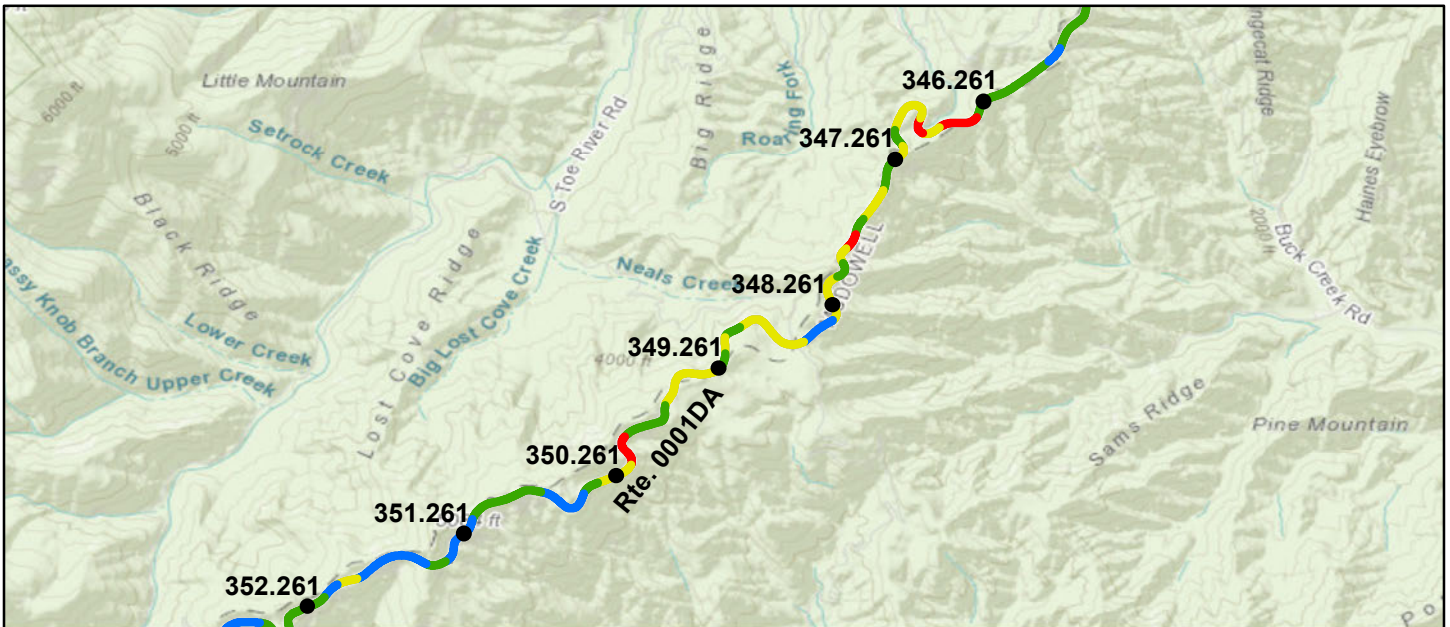 Little Mountain
6000 ft
5000 ft
Setrock Creek
Black Ridge
Knob Branch
Upper Creek
Lower Creek
Lost Cove Ridge
Big Lost Cove Creek
S Toe River Rd
Big Ridge
Roaring Fork
Neals Creek
4000 ft
346.261
347.261
348.261
349.261
350.261
351.261
352.261
Rte. 0001DA
ft
Ridge
Haines Eyebrow
2000 ft
Buck Creek Rd
Sams Ridge
Pine Mountain